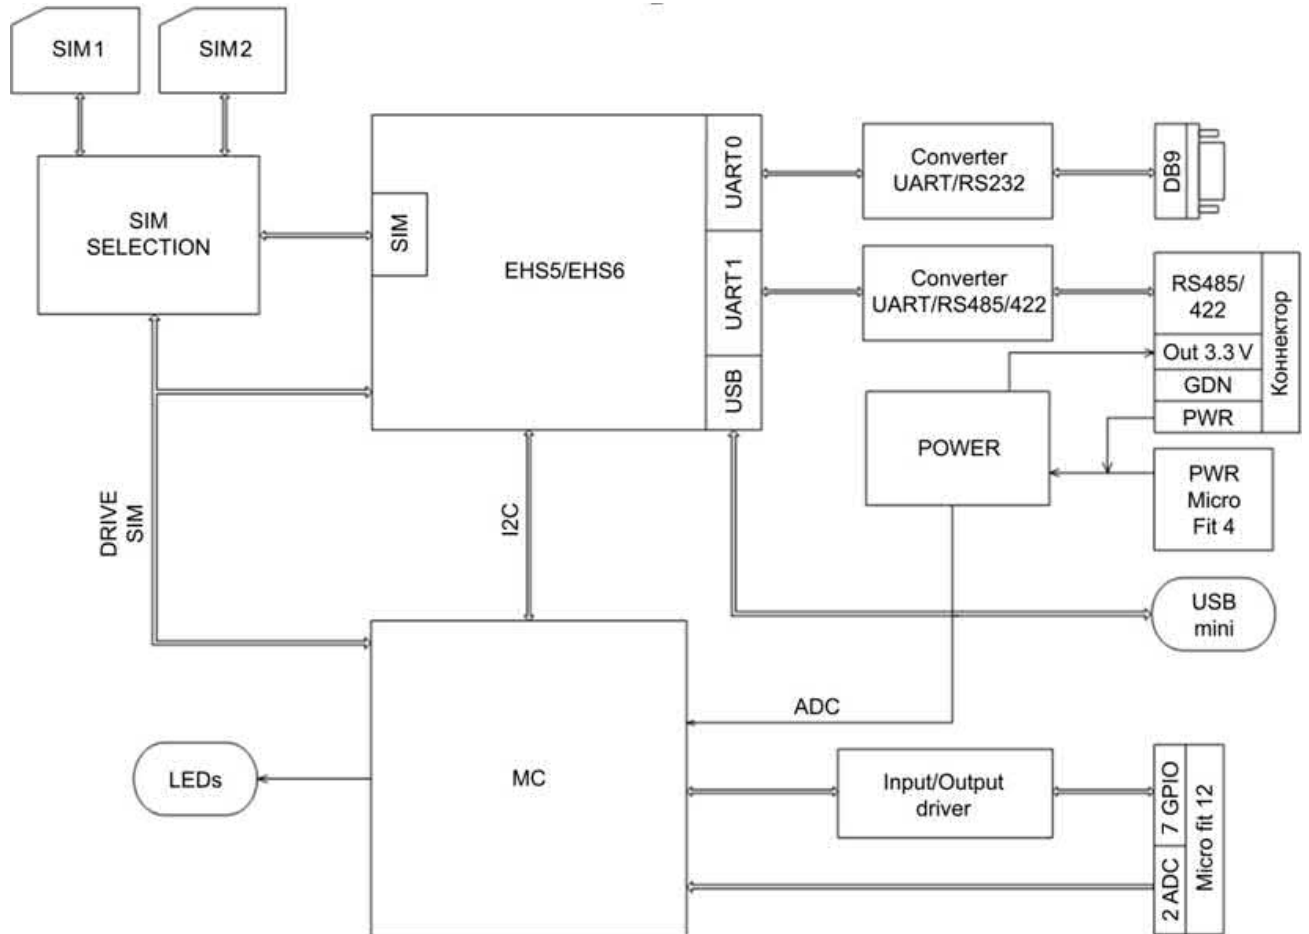 SIM1
SIM2
SIM
SELECTION
SIM
EHS5/EHS6
UART0
UART1
USB
Converter
UART/RS232
DB9
Converter
UART/RS485/422
RS485/
422
Out 3.3 V
GDN
PWR
Коннектор
POWER
PWR
Micro
Fit 4
DRIVE
SIM
I2C
USB
mini
ADC
LEDs
MC
Input/Output
driver
7 GPIO
2 ADC
Micro fit 12